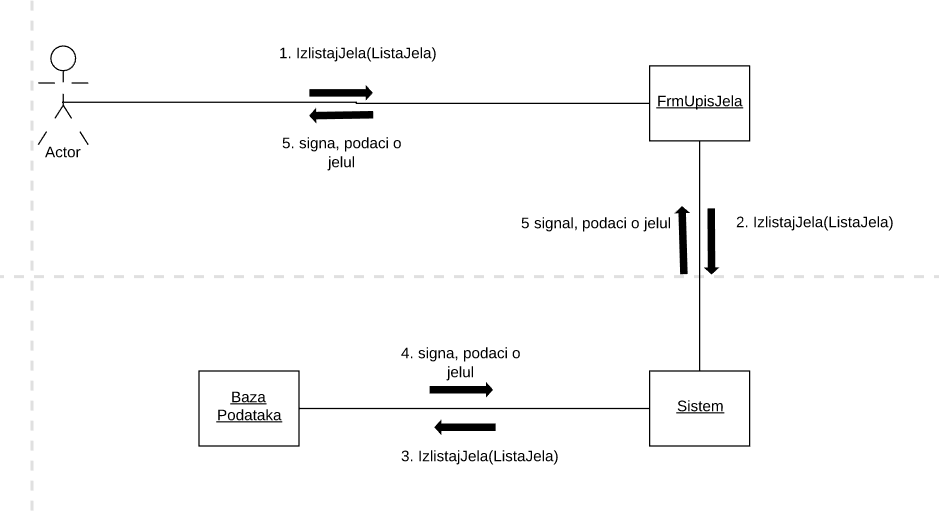 1. IzlistajJela(ListaJela)
FrmUpisJela
5. signa, podaci o
jelul
Actor
5 signal, podaci o jelul
2. IzlistajJela(ListaJela)
4. signa, podaci o
jelul
Baza
Podataka
Sistem
3. IzlistajJela(ListaJela)